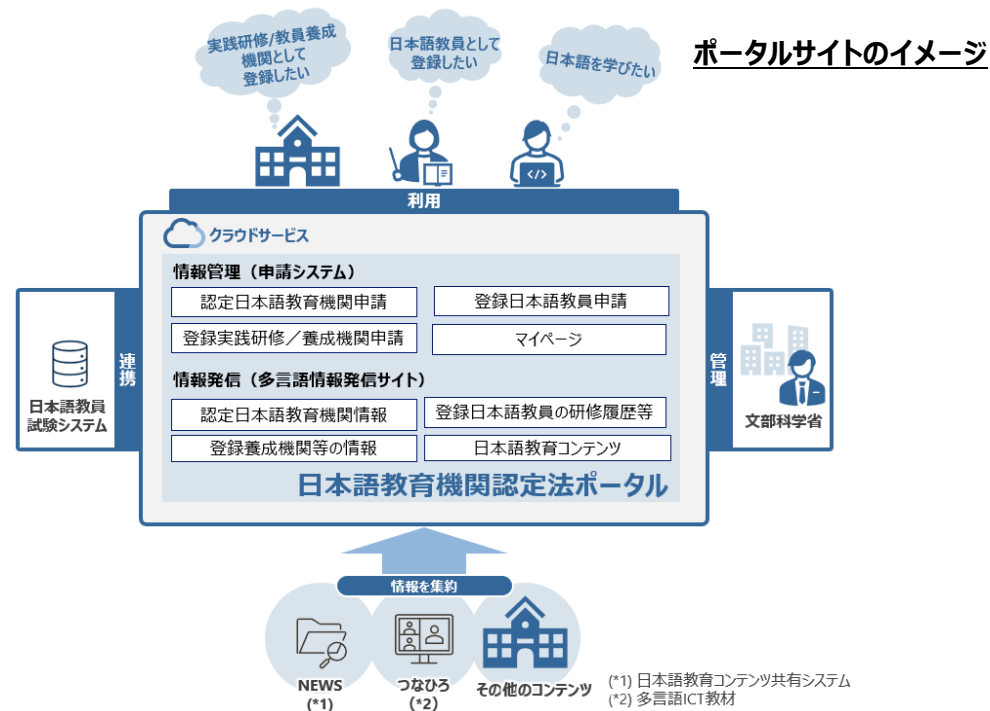 ポータルサイトのイメージ
実践研修/教員養成
機関として
登録したい
日本語教員として
登録したい
日本語を学びたい
</>
利用
クラウドサービス
情報管理（申請システム）
認定日本語教育機関申請
登録日本語教員申請
登録実践研修／養成機関申請
マイページ
情報発信（多言語情報発信サイト）
認定日本語教育機関情報
登録日本語教員の研修履歴等
登録養成機関等の情報
日本語教育コンテンツ
日本語教育機関認定法ポータル
連携
日本語教員
試験システム
管理
文部科学省
情報を集約
NEWS
(*1)
つなひろ
(*2)
その他のコンテンツ
(*1) 日本語教育コンテンツ共有システム
(*2) 多言語ICT教材